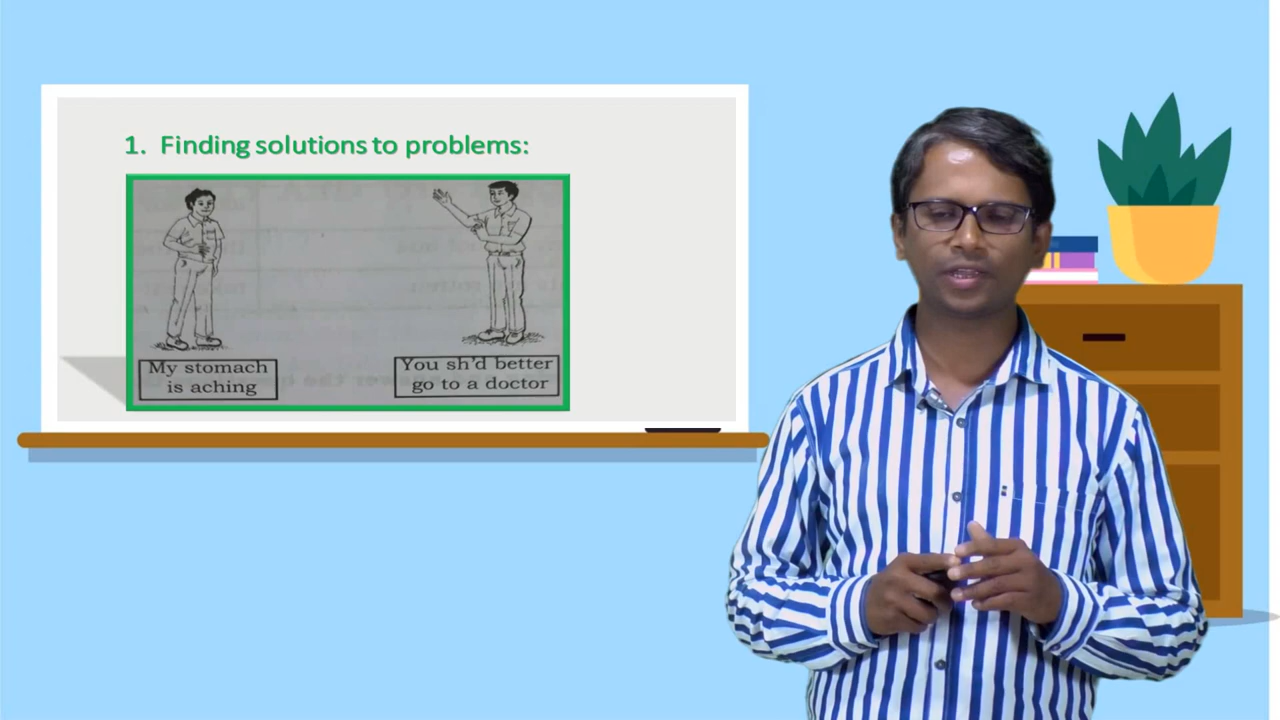 1. Finding solutions to problems:
My stomach
is aching
You sh'd better
go to a doctor